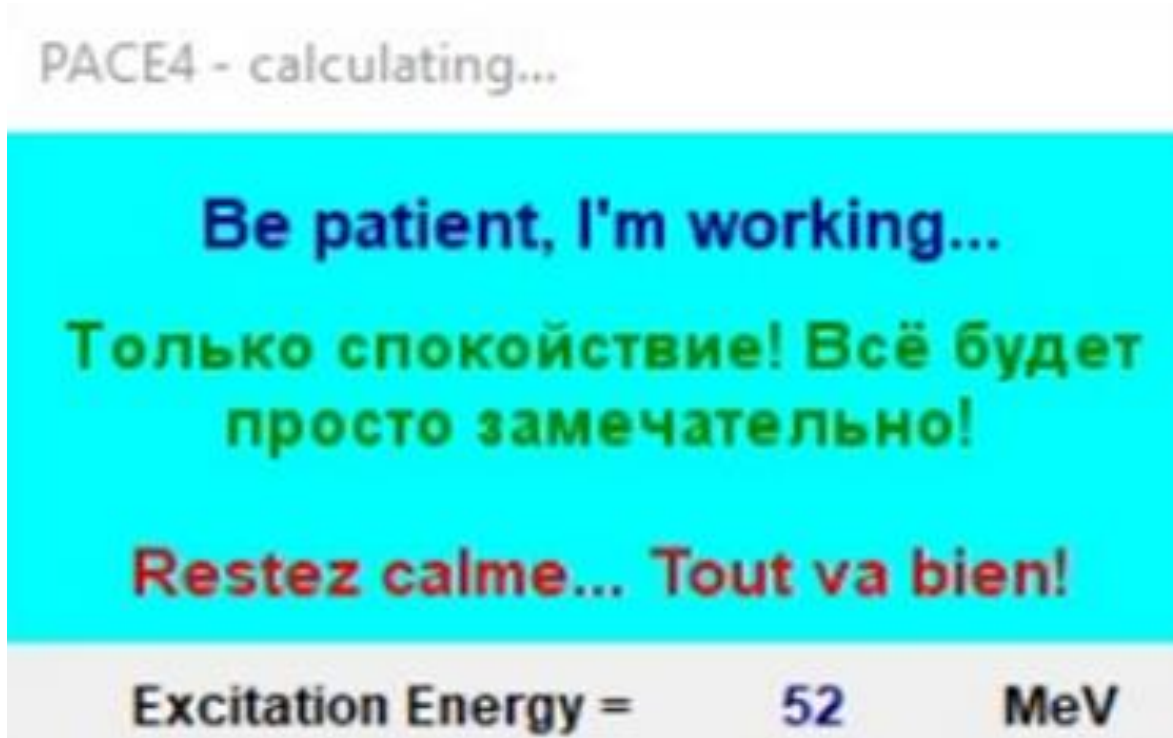 PACE4 - calculating...
Be patient, I'm working...
Только спокойствие! Всё будет
просто замечательно!
Restez calme... Tout va bien!
Excitation Energy = 52 MeV